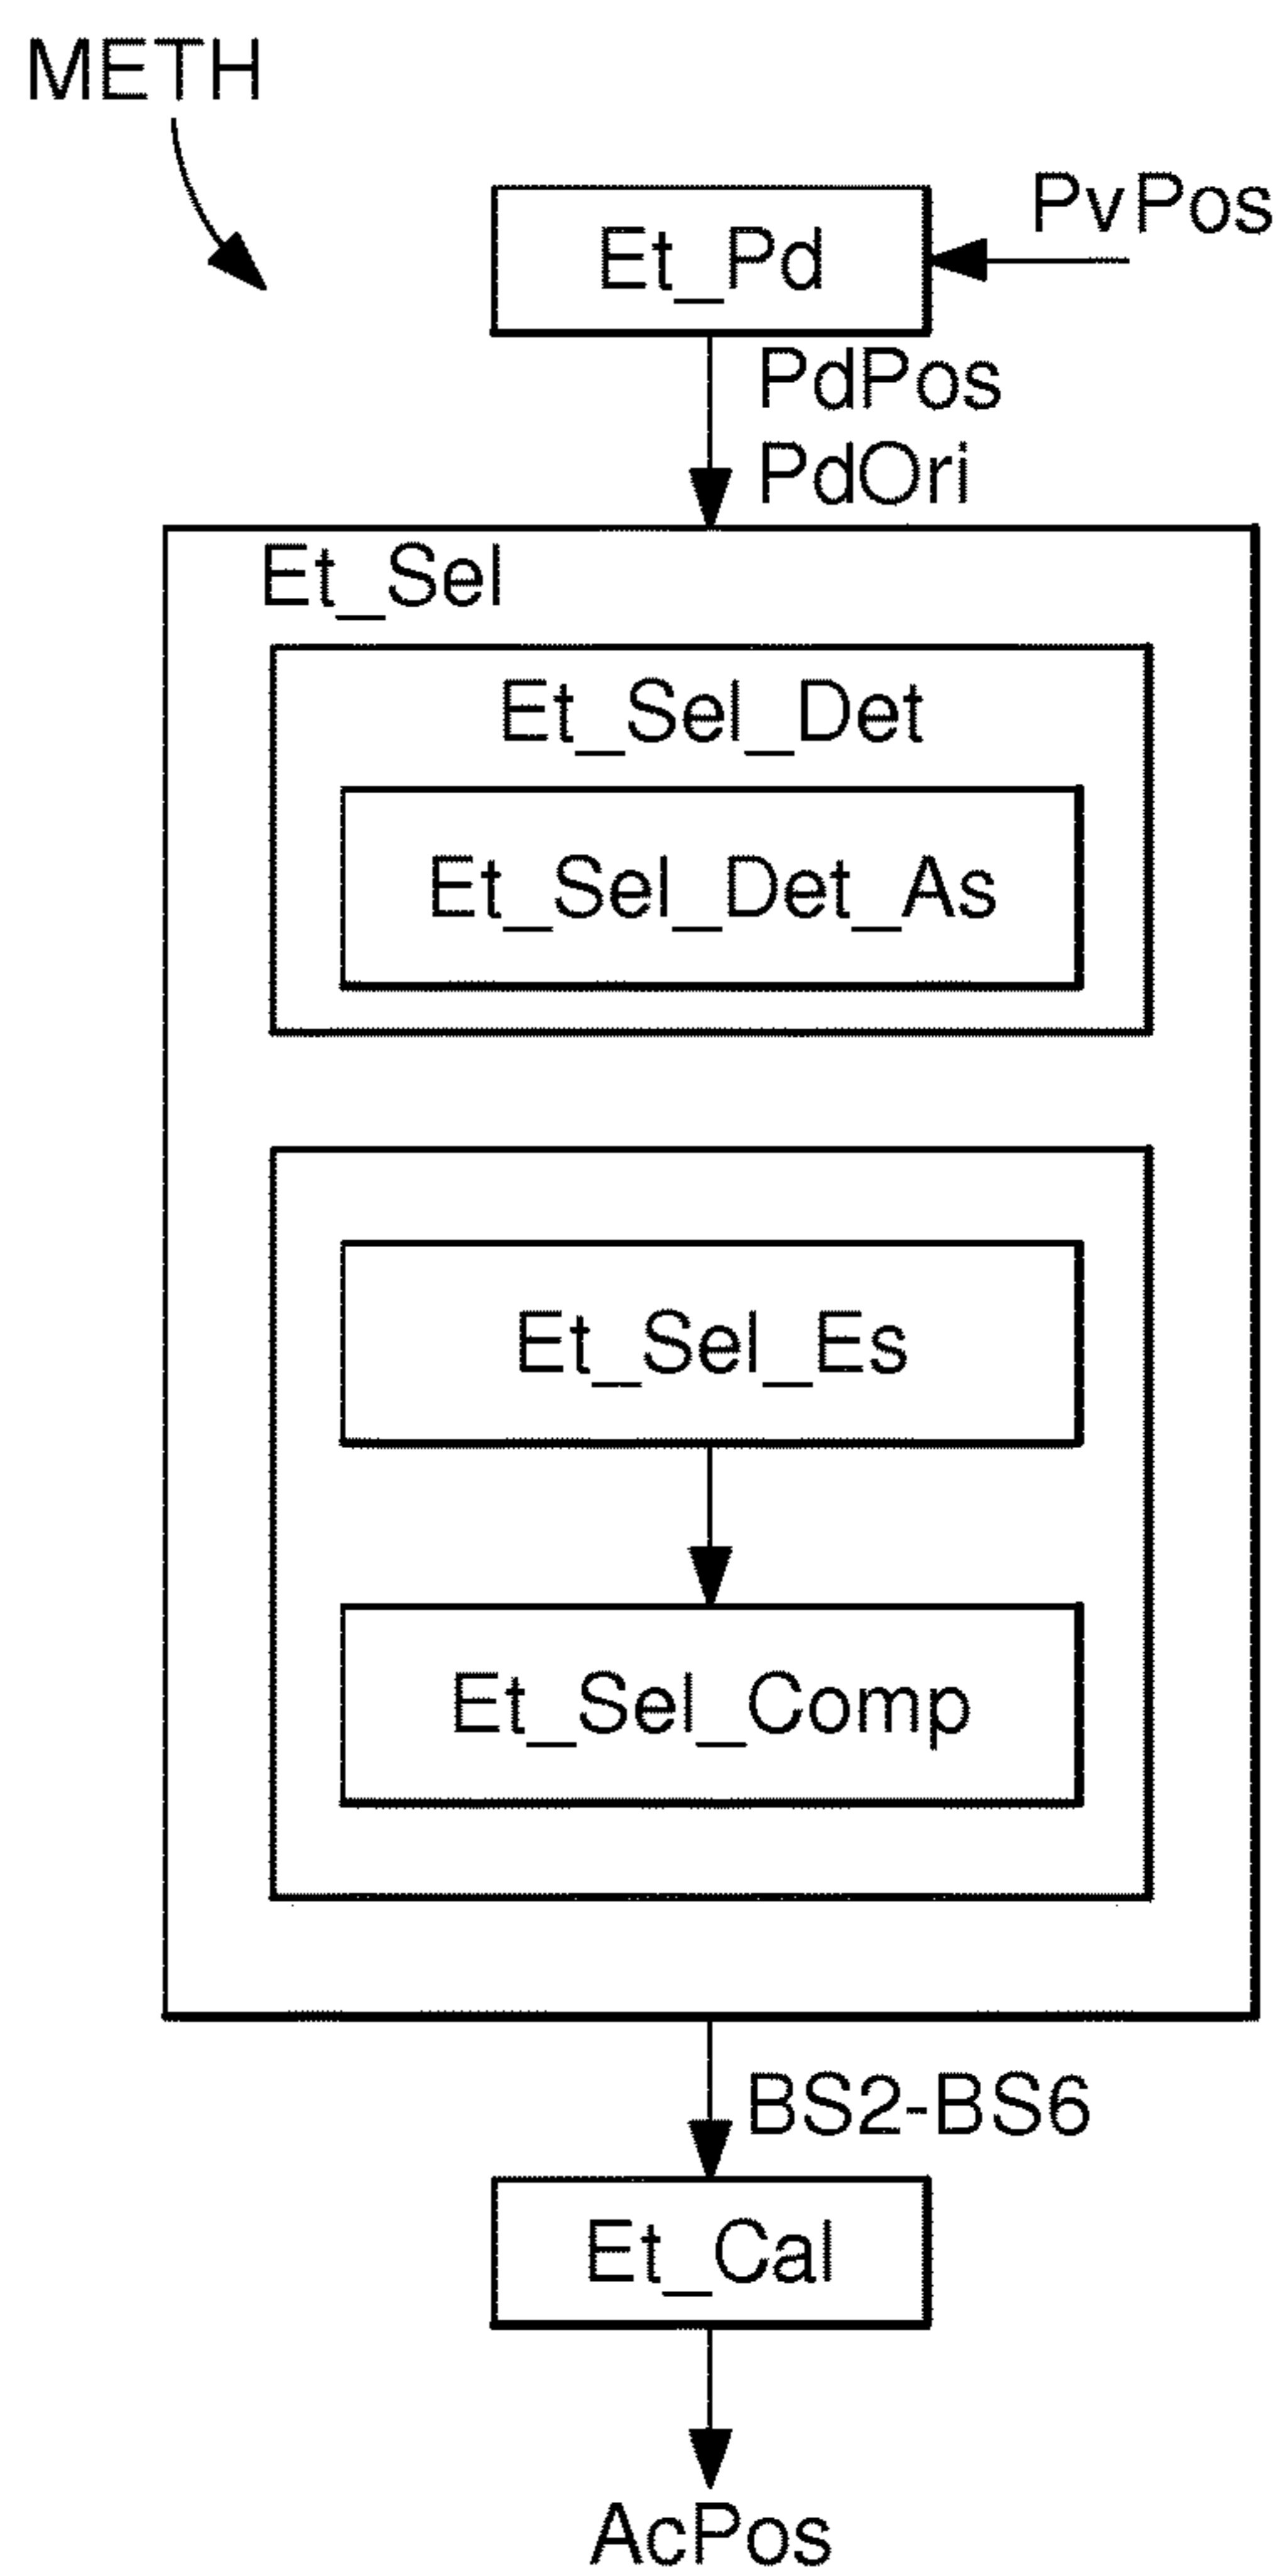 METH
PvPos
Et_Pd
PdPos
PdOri
Et_Sel
Et_Sel_Det
Et_Sel_Det_As
Et_Sel_Es
Et_Sel_Comp
BS2-BS6
Et_Cal
AcPos